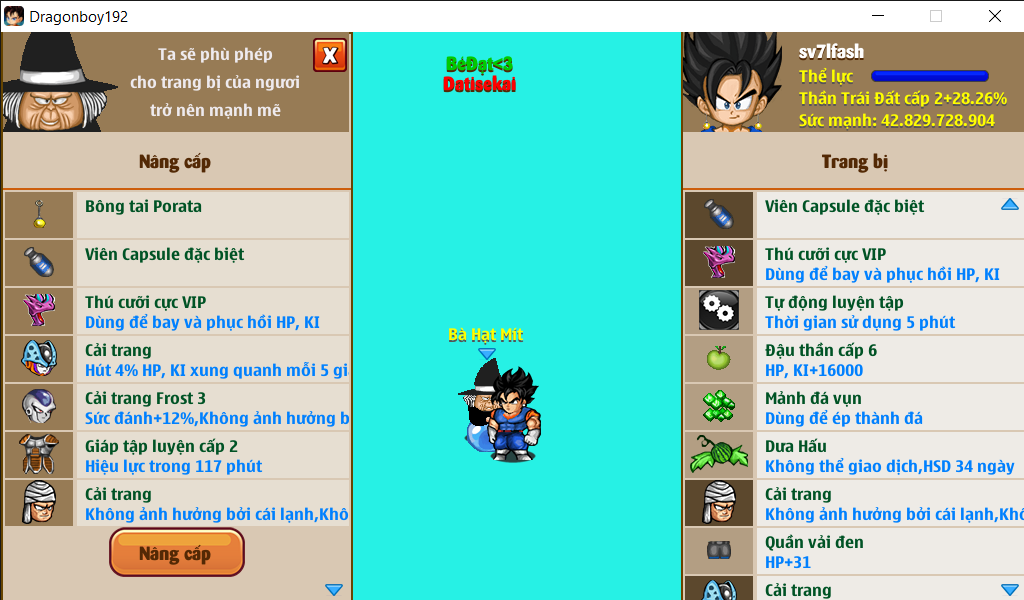 Dragonboy192
Ta sẽ phù phép
cho trang bị của ngươi
trở nên mạnh mẽ
X
Nâng cấp
Bông tai Porata
Viên Capsule đặc biệt
Thú cưỡi cực VIP
Dùng để bay và phục hồi HP, KI
Cải trang
Hút 4% HP, KI xung quanh mỗi 5 gi
Cải trang Frost 3
Sức đánh+12%,Không ảnh hưởng b
Giáp tập luyện cấp 2
Hiệu lực trong 117 phút
Cải trang
Không ảnh hưởng bởi cái lạnh,Khô
Nâng cấp
BéĐạt<3
Datisekai
Bà Hạt Mít
sv7lfash
Thể lực
Thần Trái Đất cấp 2+28.26%
Sức mạnh: 42.829.728.904
Trang bị
Viên Capsule đặc biệt
Thú cưỡi cực VIP
Dùng để bay và phục hồi HP, KI
Tự động luyện tập
Thời gian sử dụng 5 phút
Đậu thần cấp 6
HP, KI+16000
Mảnh đá vụn
Dùng để ép thành đá
Dưa Hấu
Không thể giao dịch,HSD 34 ngày
Cải trang
Không ảnh hưởng bởi cái lạnh,Khô
Quần vải đen
HP+31
Cải trang